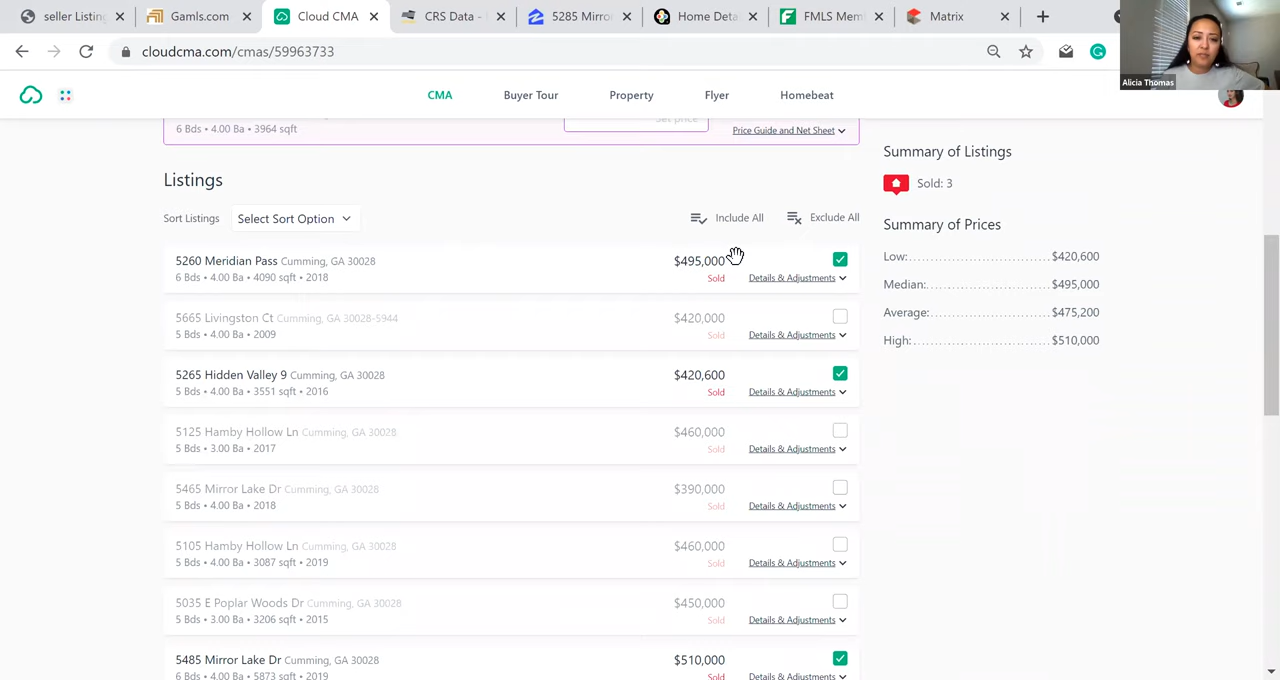 seller Listing
Gamls.com
Cloud CMA
CRS Data -
5285 Mirro
Home Deta
FMLS Mem
Matrix
cloudcma.com/cmas/59963733
Alicia Thomas
CMA
Buyer Tour
Property
Flyer
Homebeat
6 Bds • 4.00 Ba • 3964 sqft
Set price
Price Guide and Net Sheet
Listings
Sort Listings
Select Sort Option
Include All
Exclude All
5260 Meridian Pass Cumming, GA 30028
$495,000
6 Bds • 4.00 Ba • 4090 sqft • 2018
Sold
Details & Adjustments
5665 Livingston Ct Cumming, GA 30028-5944
$420,000
5 Bds • 4.00 Ba • 2009
Sold
Details & Adjustments
5265 Hidden Valley 9 Cumming, GA 30028
$420,600
5 Bds • 4.00 Ba • 3551 sqft • 2016
Sold
Details & Adjustments
5125 Hamby Hollow Ln Cumming, GA 30028
$460,000
5 Bds • 3.00 Ba • 2017
Sold
Details & Adjustments
5465 Mirror Lake Dr Cumming, GA 30028
$390,000
5 Bds • 4.00 Ba • 2018
Sold
Details & Adjustments
5105 Hamby Hollow Ln Cumming, GA 30028
$460,000
5 Bds • 4.00 Ba • 3087 sqft • 2019
Sold
Details & Adjustments
5035 E Poplar Woods Dr Cumming, GA 30028
$450,000
5 Bds • 3.00 Ba • 3206 sqft • 2015
Sold
Details & Adjustments
5485 Mirror Lake Dr Cumming, GA 30028
$510,000
6 Bds • 4.00 Ba • 5873 sqft • 2019
Sold
Details & Adjustments
Summary of Listings
Sold: 3
Summary of Prices
Low: $420,600
Median: $495,000
Average: $475,200
High: $510,000